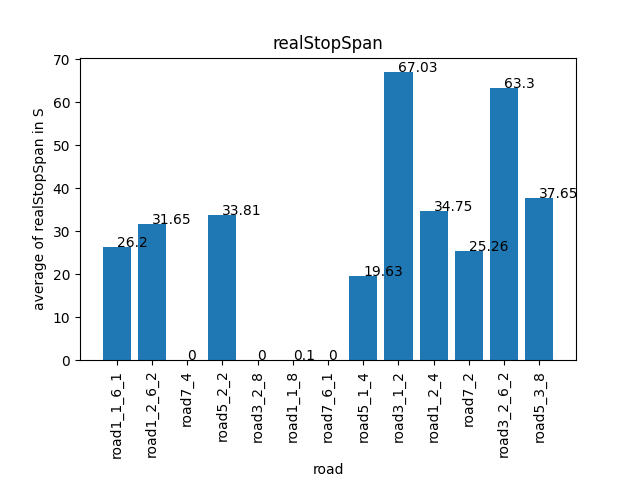 realStopSpan
average of realStopSpan in S
70
60
50
40
30
20
10
0
26.2
31.65
0
33.81
0
0.1
0
19.63
67.03
34.75
25.26
63.3
37.65
road1_1_6_1
road1_2_6_2
road7_4
road5_2_2
road3_2_8
road1_1_8
road7_6_1
road5_1_4
road3_1_2
road1_2_4
road7_2
road3_2_6_2
road5_3_8
road